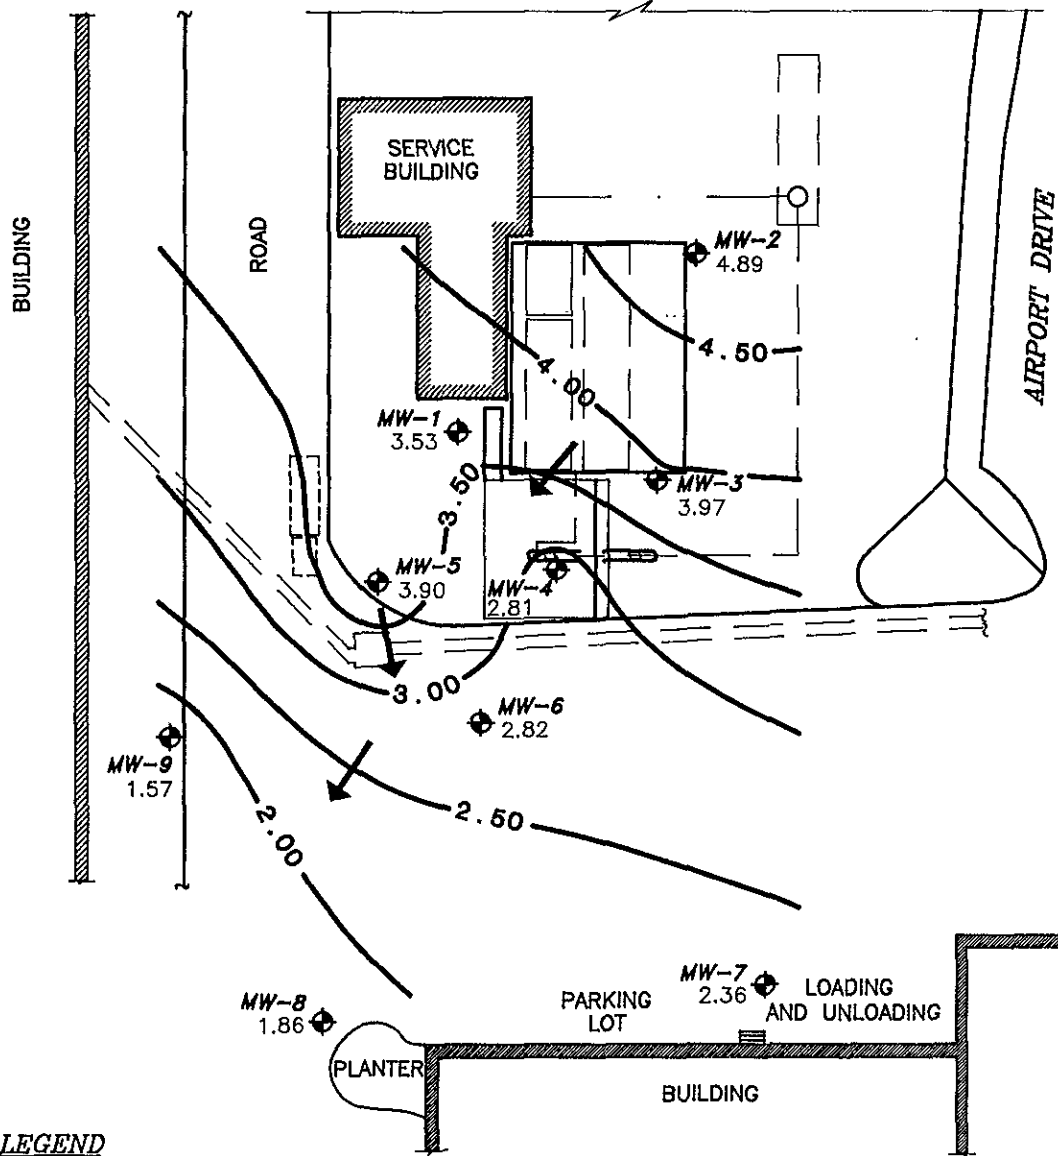 SERVICE
BUILDING
BUILDING
ROAD
MW-2
4.89
AIRPORT DRIVE
4.50
4.00
MW-1
3.53
3.50
MW-3
3.97
MW-5
3.90
MW-4
2.81
3.00
MW-6
2.82
MW-9
1.57
2.00
2.50
MW-7
2.36
LOADING
AND UNLOADING
PARKING
LOT
MW-8
1.86
PLANTER
BUILDING
LEGEND